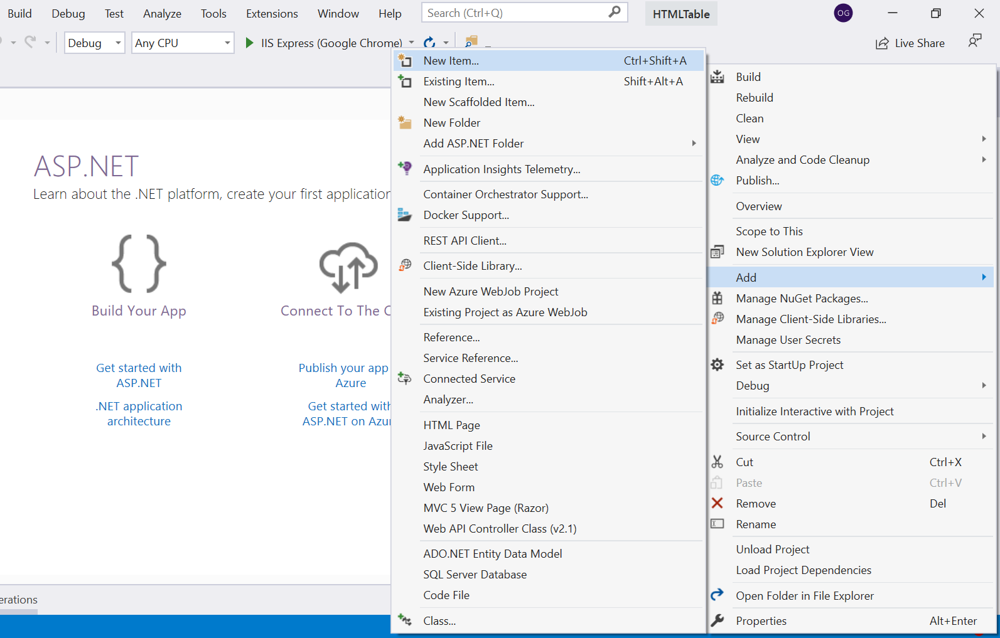 Build Debug Test Analyze Tools Extensions Window Help Search (Ctrl+Q) HTMLTable OG
Debug Any CPU IIS Express (Google Chrome) Live Share
ASP.NET
Learn about the .NET platform, create your first application
Build Your App
Connect To The C
Get started with
ASP.NET
.NET application
architecture
Publish your app
Azure
Get started with
ASP.NET on Azu
erations
New Item... Ctrl+Shift+A
Existing Item... Shift+Alt+A
New Scaffolded Item...
New Folder
Add ASP.NET Folder
Application Insights Telemetry...
Container Orchestrator Support...
Docker Support...
REST API Client...
Client-Side Library...
New Azure WebJob Project
Existing Project as Azure WebJob
Reference...
Service Reference...
Connected Service
Analyzer...
HTML Page
JavaScript File
Style Sheet
Web Form
MVC 5 View Page (Razor)
Web API Controller Class (v2.1)
ADO.NET Entity Data Model
SQL Server Database
Code File
Class...
Build
Rebuild
Clean
View
Analyze and Code Cleanup
Publish...
Overview
Scope to This
New Solution Explorer View
Add
Manage NuGet Packages...
Manage Client-Side Libraries...
Manage User Secrets
Set as StartUp Project
Debug
Initialize Interactive with Project
Source Control
Cut Ctrl+X
Paste Ctrl+V
Remove Del
Rename
Unload Project
Load Project Dependencies
Open Folder in File Explorer
Properties Alt+Enter